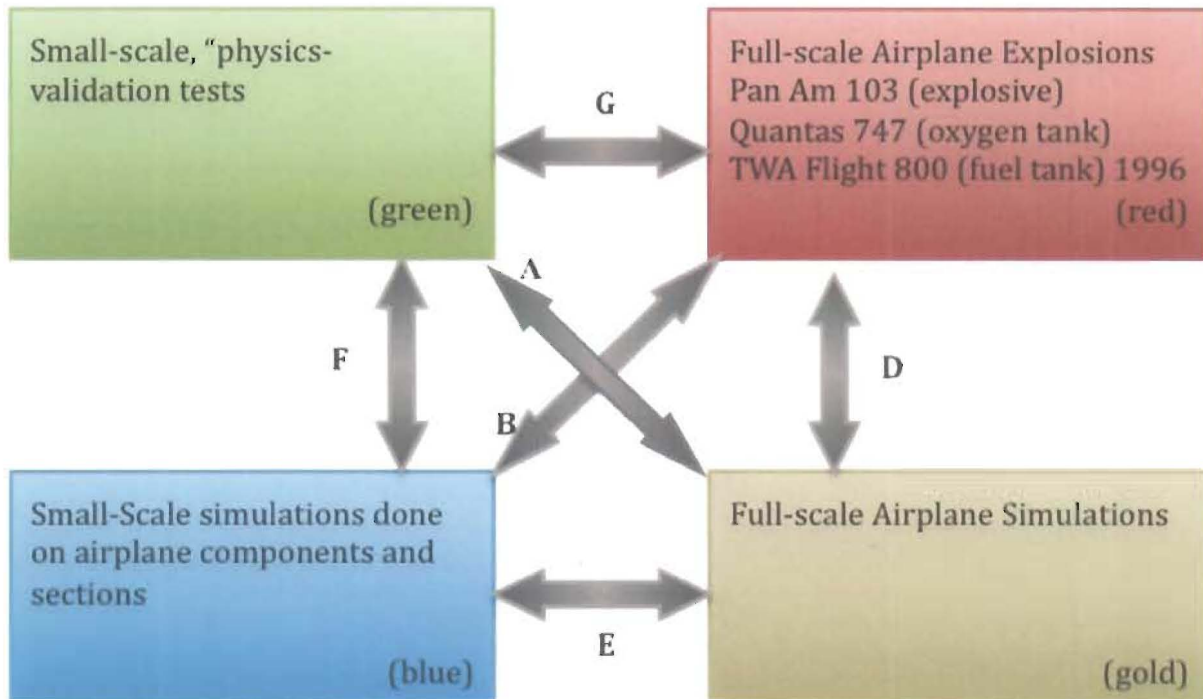 Small-scale, “physics-
validation tests
(green)
G
Full-scale Airplane Explosions
Pan Am 103 (explosive)
Quantas 747 (oxygen tank)
TWA Flight 800 (fuel tank) 1996
(red)
A
F
B
D
Small-Scale simulations done
on airplane components and
sections
(blue)
E
Full-scale Airplane Simulations
(gold)